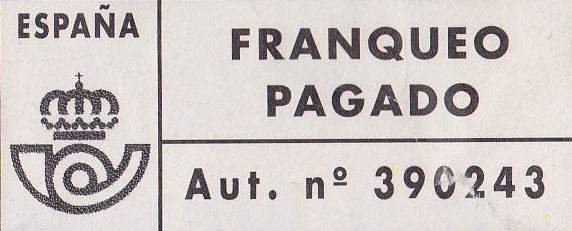 ESPAÑA
FRANQUEO
PAGADO
Aut. nº 390243